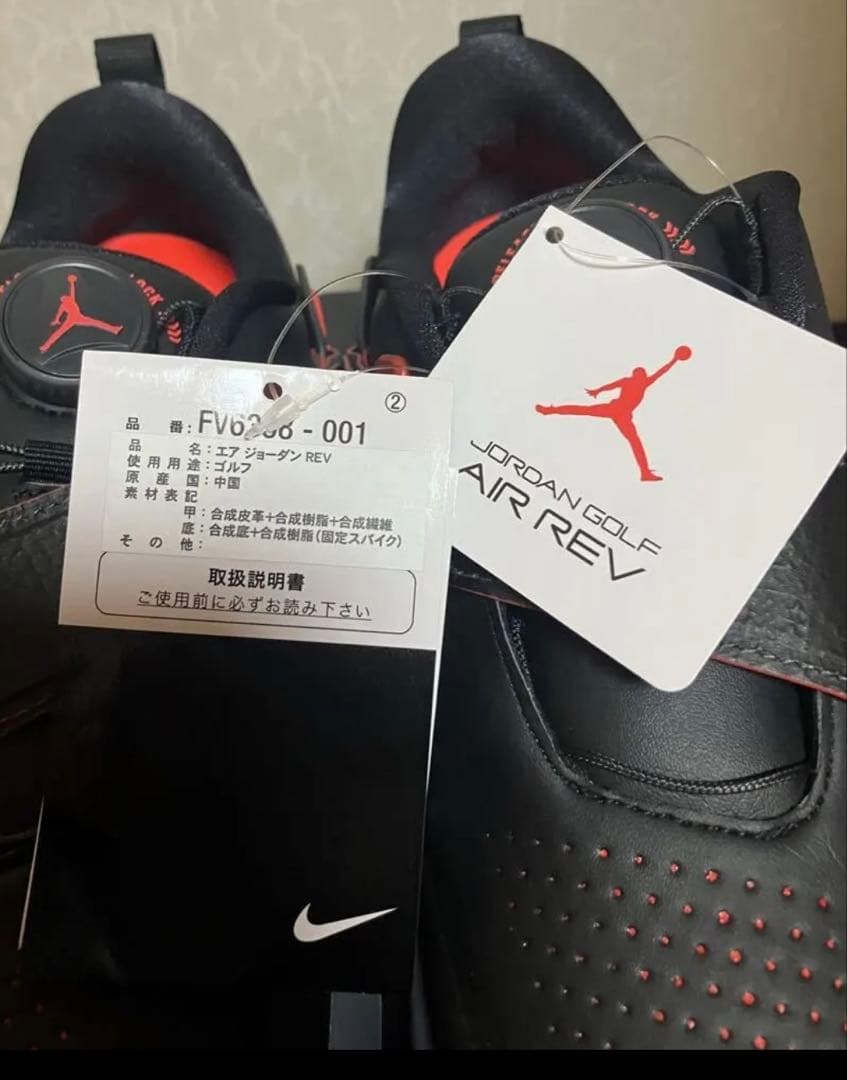 ②
品 番: FV6288-001
品 名: エア ジョーダン REV
使用用途: ゴルフ
原産国: 中国
素材表記
甲: 合成皮革+合成樹脂+合成繊維
底: 合成底+合成樹脂(固定スパイク)
その他:
取扱説明書
ご使用前に必ずお読み下さい
JORDAN GOLF
AIR REV
LOCK